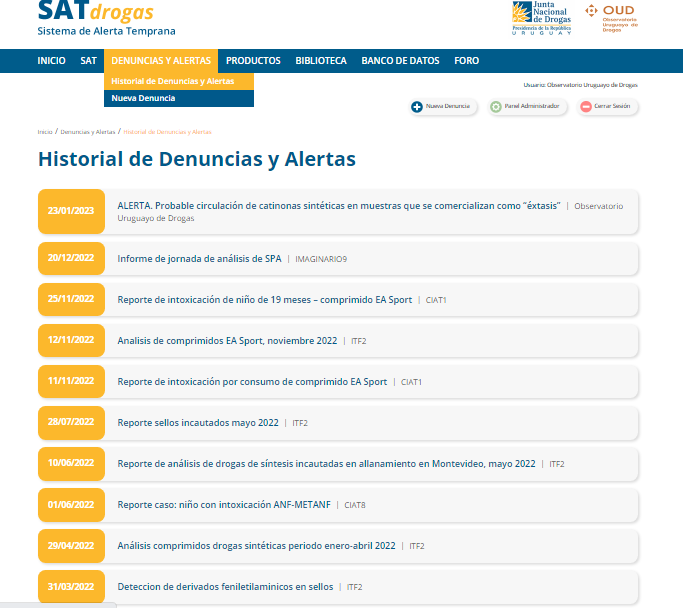 SATdrogas
Sistema de Alerta Temprana
Junta
Nacional
de Drogas
Presidencia de la República
URUGUAY
OUD
Observatorio
Uruguayo de
Drogas
INICIO SAT DENUNCIAS Y ALERTAS PRODUCTOS BIBLIOTECA BANCO DE DATOS FORO
Historial de Denuncias y Alertas
Nueva Denuncia
Usuario: Observatorio Uruguayo de Drogas
Nueva Denuncia Panel Administrador Cerrar Sesión
Inicio / Denuncias y Alertas / Historial de Denuncias y Alertas
Historial de Denuncias y Alertas
23/01/2023 ALERTA. Probable circulación de catinonas sintéticas en muestras que se comercializan como “éxtasis” | Observatorio
Uruguayo de Drogas
20/12/2022 Informe de jornada de análisis de SPA | IMAGINARIO9
25/11/2022 Reporte de intoxicación de niño de 19 meses – comprimido EA Sport | CIAT1
12/11/2022 Analisis de comprimidos EA Sport, noviembre 2022 | ITF2
11/11/2022 Reporte de intoxicación por consumo de comprimido EA Sport | CIAT1
28/07/2022 Reporte sellos incautados mayo 2022 | ITF2
10/06/2022 Reporte de análisis de drogas de síntesis incautadas en allanamiento en Montevideo, mayo 2022 | ITF2
01/06/2022 Reporte caso: niño con intoxicación ANF-METANF | CIAT8
29/04/2022 Análisis comprimidos drogas sintéticas periodo enero-abril 2022 | ITF2
31/03/2022 Deteccion de derivados feniletilaminicos en sellos | ITF2